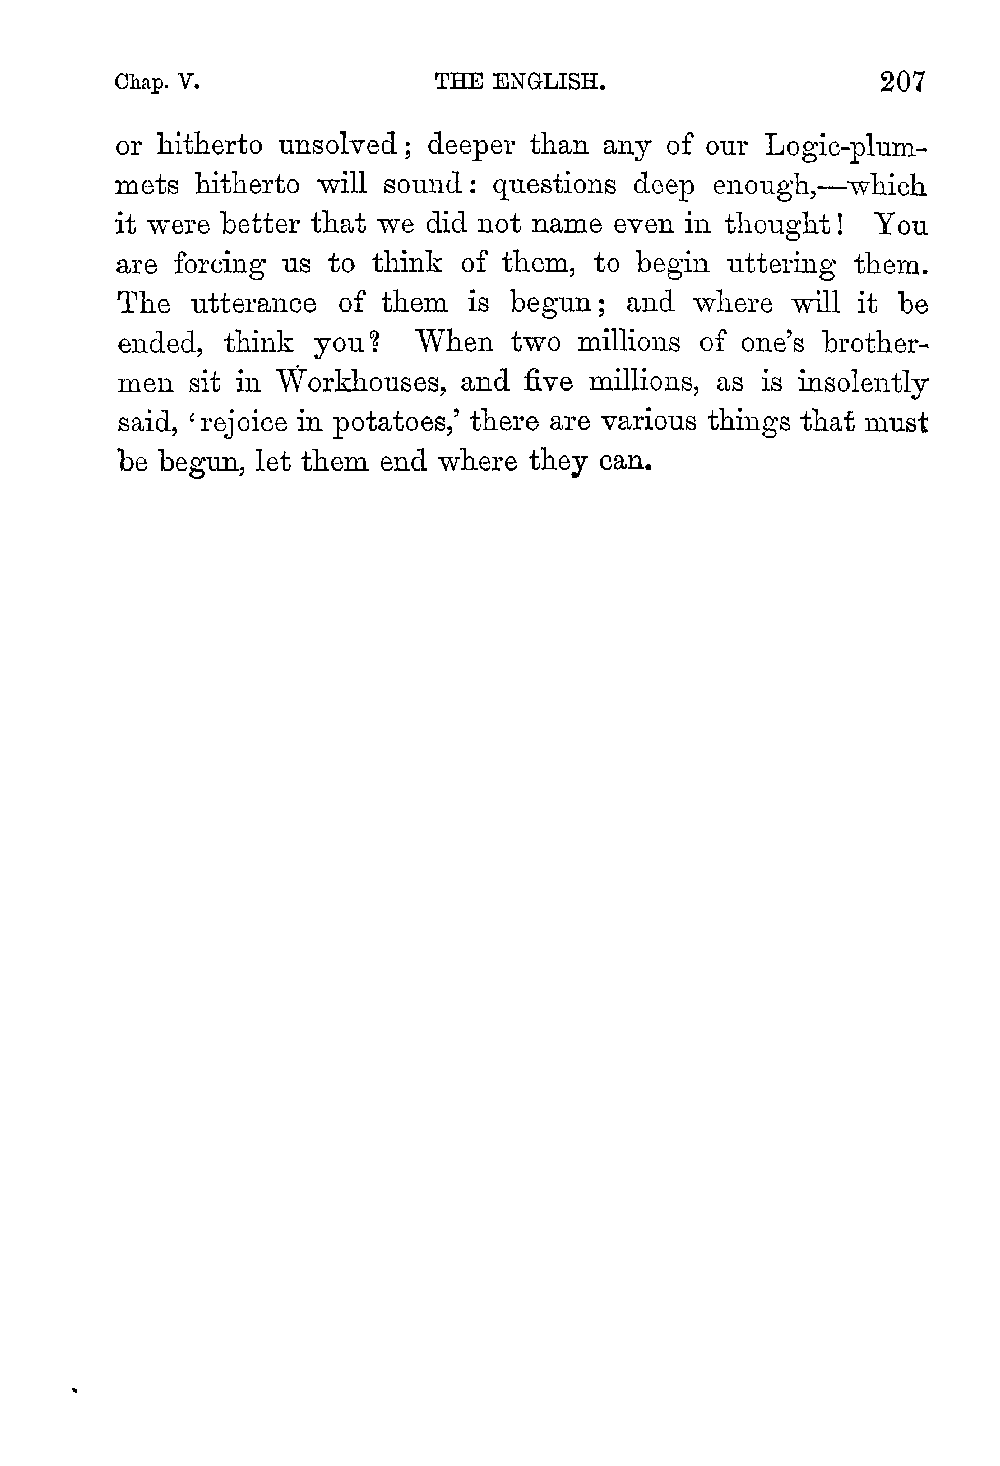 Chap. V. THE ENGLISH. 207
or hitherto unsolved; deeper than any of our Logic-plum-
mets hitherto will sound: questions deep enough,—which
it were better that we did not name even in thought! You
are forcing us to think of them, to begin uttering them.
The utterance of them is begun; and where will it be
ended, think you? When two millions of one's brother-
men sit in Workhouses, and five millions, as is insolently
said, 'rejoice in potatoes,' there are various things that must
be begun, let them end where they can.